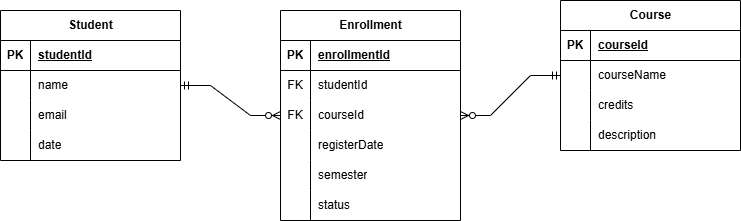 Student
PK studentId
name
email
date
Enrollment
PK enrollmentId
FK studentId
FK courseId
registerDate
semester
status
Course
PK courseId
courseName
credits
description